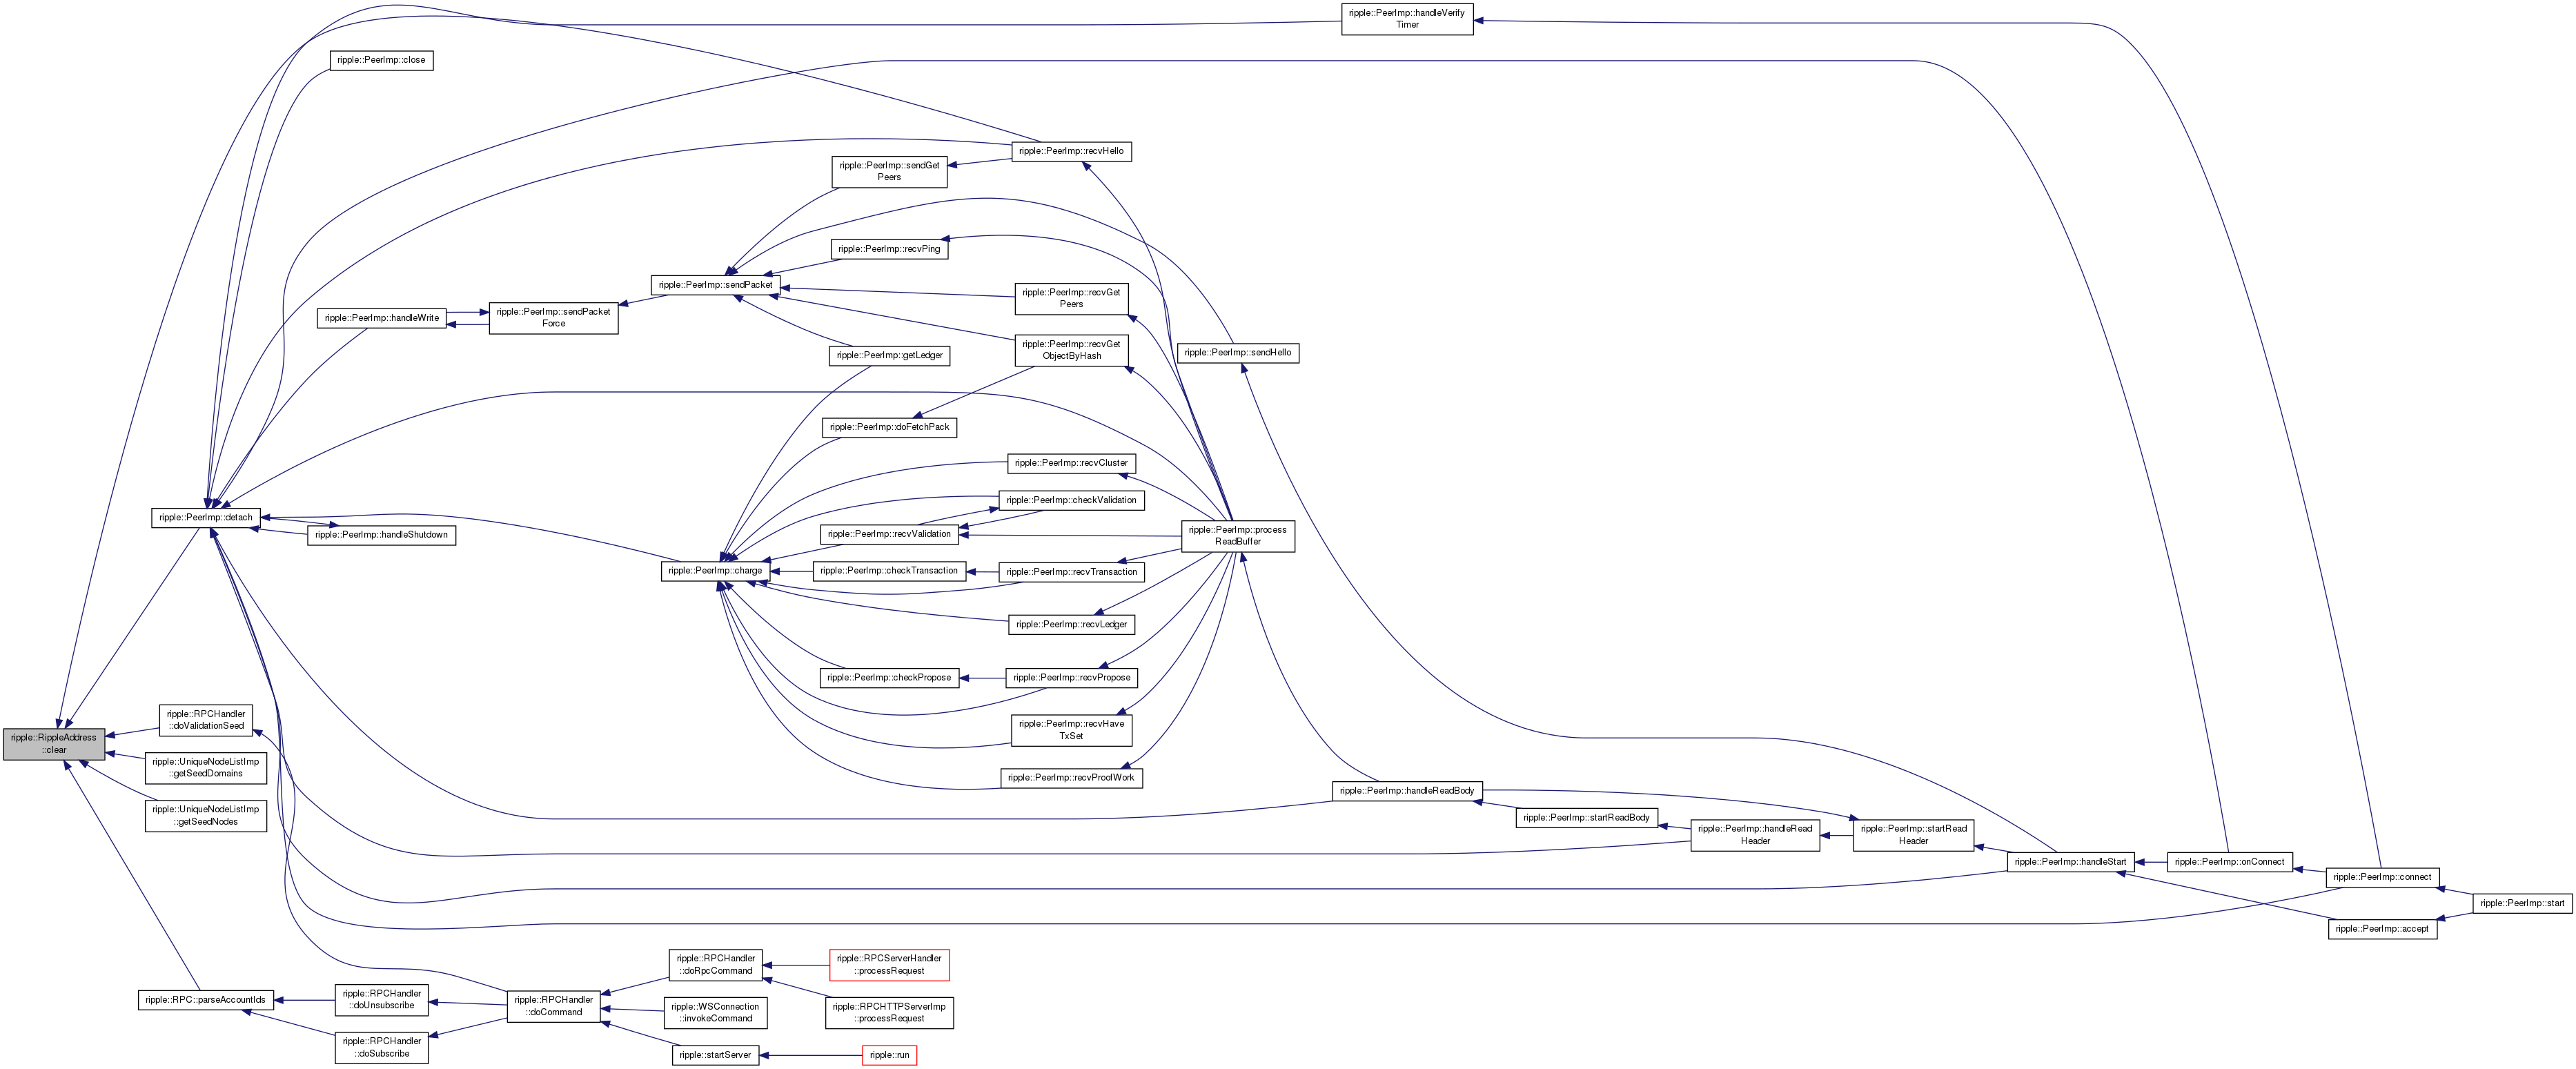 ripple::PeerImp::handleVerify
Timer
ripple::PeerImp::close
ripple::PeerImp::recvHello
ripple::PeerImp::sendGet
Peers
ripple::PeerImp::recvPing
ripple::PeerImp::sendPacket
ripple::PeerImp::recvGet
Peers
ripple::PeerImp::handleWrite
ripple::PeerImp::sendPacket
Force
ripple::PeerImp::getLedger
ripple::PeerImp::recvGet
ObjectByHash
ripple::PeerImp::sendHello
ripple::PeerImp::doFetchPack
ripple::PeerImp::recvCluster
ripple::PeerImp::checkValidation
ripple::PeerImp::detach
ripple::PeerImp::handleShutdown
ripple::PeerImp::recvValidation
ripple::PeerImp::process
ReadBuffer
ripple::PeerImp::charge
ripple::PeerImp::checkTransaction
ripple::PeerImp::recvTransaction
ripple::PeerImp::recvLedger
ripple::PeerImp::checkPropose
ripple::PeerImp::recvPropose
ripple::RPCHandler
::doValidationSeed
ripple::PeerImp::recvHave
TxSet
ripple::RippleAddress
::clear
ripple::UniqueNodeListImp
::getSeedDomains
ripple::PeerImp::recvProofWork
ripple::PeerImp::handleReadBody
ripple::UniqueNodeListImp
::getSeedNodes
ripple::PeerImp::startReadBody
ripple::PeerImp::handleRead
Header
ripple::PeerImp::startRead
Header
ripple::PeerImp::handleStart
ripple::PeerImp::onConnect
ripple::PeerImp::connect
ripple::PeerImp::start
ripple::PeerImp::accept
ripple::RPCHandler
::doRpcCommand
ripple::RPCServerHandler
::processRequest
ripple::RPC::parseAccountIds
ripple::RPCHandler
::doUnsubscribe
ripple::RPCHandler
::doCommand
ripple::WSConnection
::invokeCommand
ripple::RPCHTTPServerImp
::processRequest
ripple::RPCHandler
::doSubscribe
ripple::startServer
ripple::run